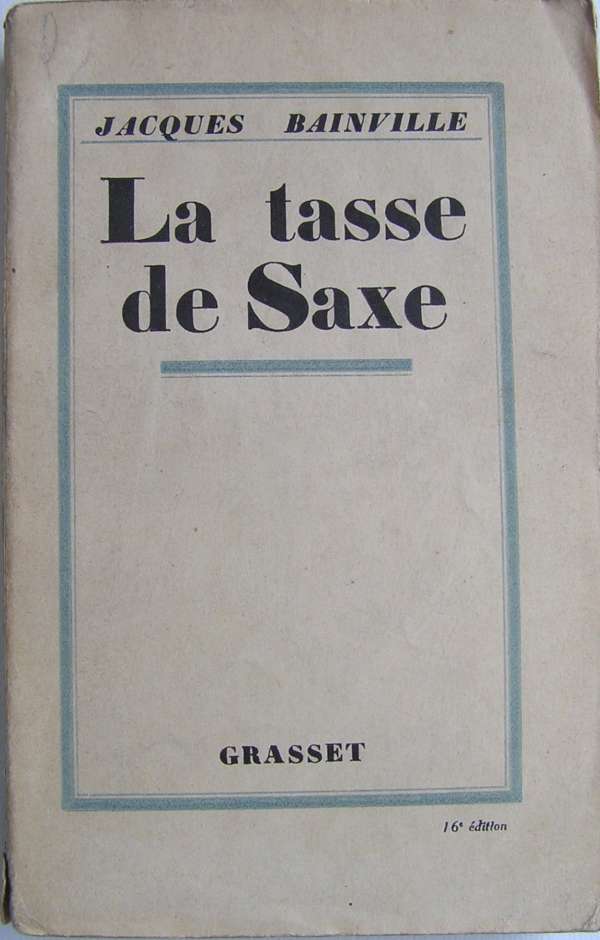 JACQUES BAINVILLE
La tasse
de Saxe
GRASSET
16e édition